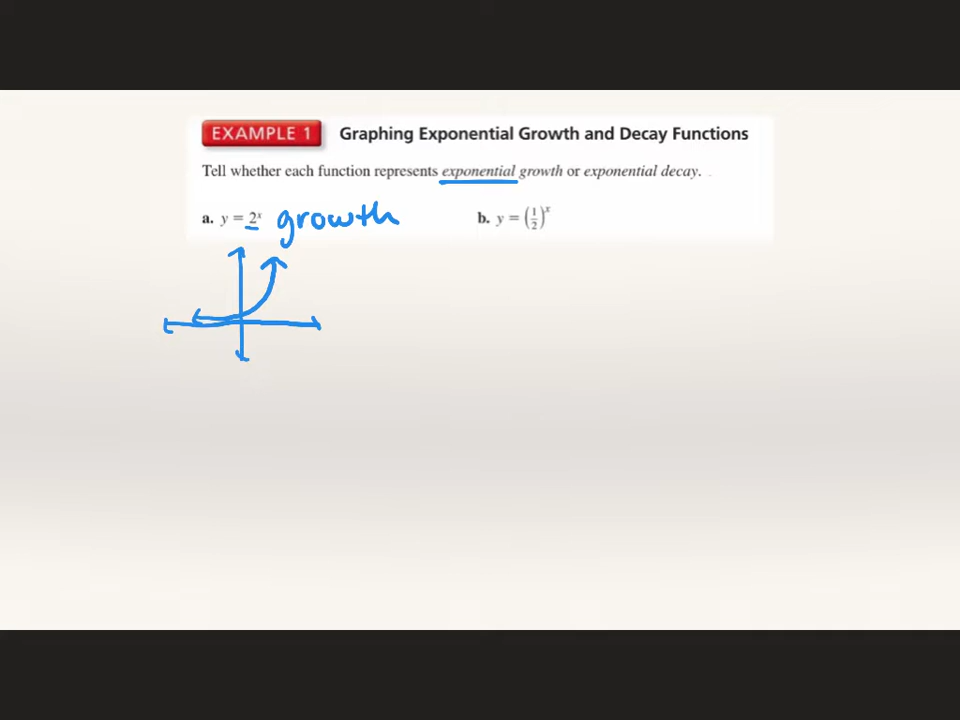 EXAMPLE 1 Graphing Exponential Growth and Decay Functions
Tell whether each function represents exponential growth or exponential decay.
a. y = 2ˣ growth b. y = (1/2)ˣ